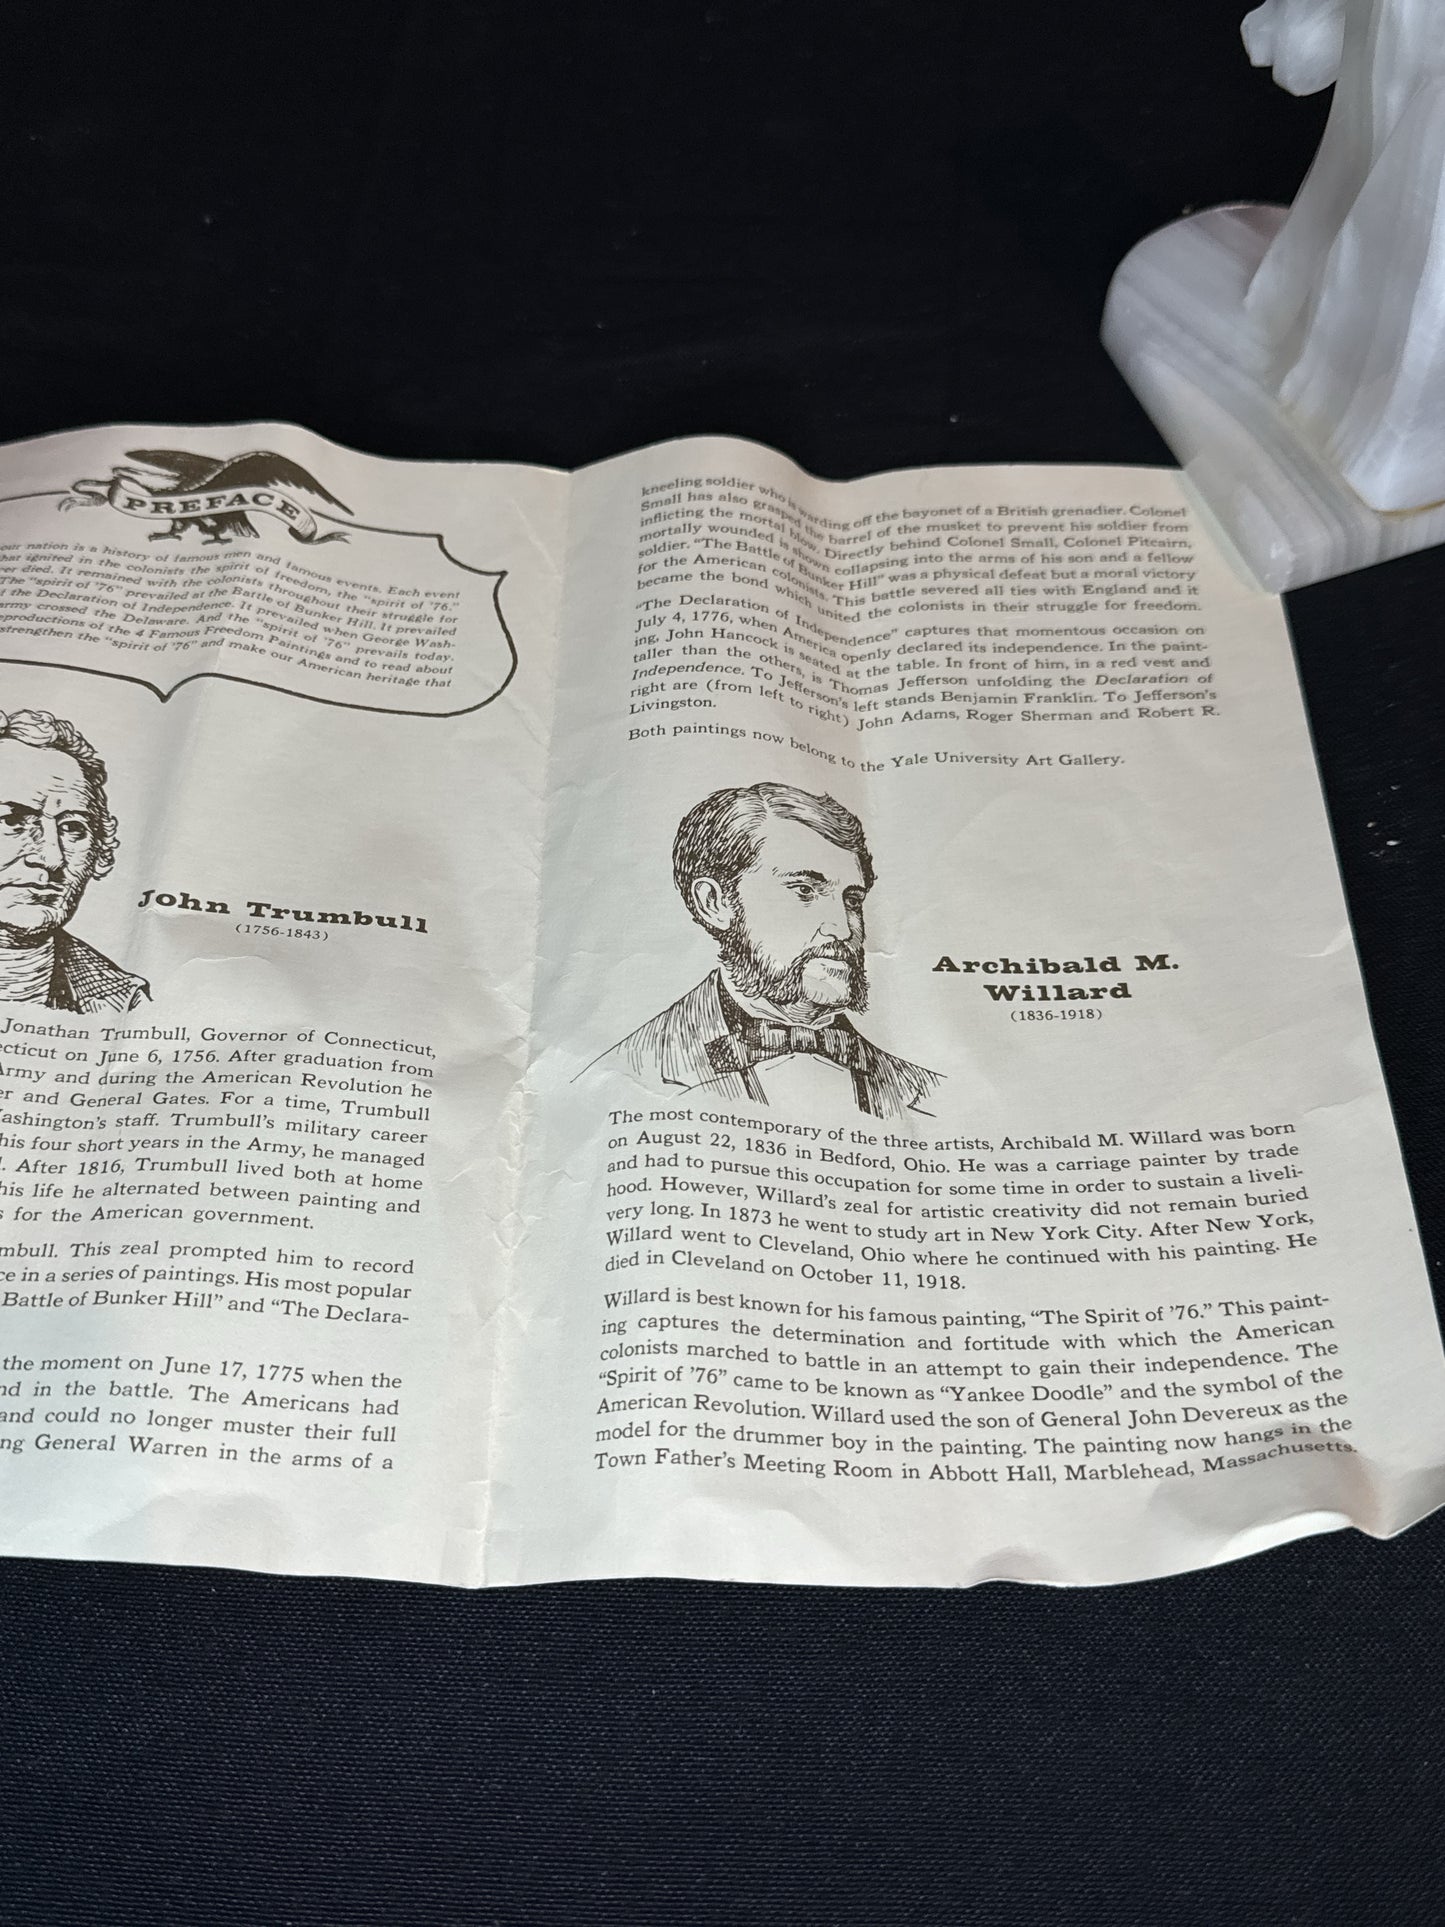 PREFACE
our nation is a history of famous men and famous events. Each event
hat ignited in the colonists the spirit of freedom, the "spirit of '76."
er died. It remained with the colonists throughout their struggle for
The "spirit of '76" prevailed at the Battle of Bunker Hill. It prevailed
f the Declaration of Independence. It prevailed when George Wash-
army crossed the Delaware. And the "spirit of '76" prevails today.
eproductions of the 4 Famous Freedom Paintings and to read about
strengthen the "spirit of '76" and make our American heritage that
John Trumbull
(1756-1843)
Jonathan Trumbull, Governor of Connecticut,
ecticut on June 6, 1756. After graduation from
Army and during the American Revolution he
er and General Gates. For a time, Trumbull
ashington's staff. Trumbull's military career
his four short years in the Army, he managed
l. After 1816, Trumbull lived both at home
his life he alternated between painting and
s for the American government.
mbull. This zeal prompted him to record
ce in a series of paintings. His most popular
Battle of Bunker Hill" and "The Declara-
the moment on June 17, 1775 when the
nd in the battle. The Americans had
and could no longer muster their full
ng General Warren in the arms of a
kneeling soldier who is warding off the bayonet of a British grenadier. Colonel
Small has also grasped the barrel of the musket to prevent his soldier from
inflicting the mortal blow. Directly behind Colonel Small, Colonel Pitcairn,
mortally wounded is shown collapsing into the arms of his son and a fellow
soldier. "The Battle of Bunker Hill" was a physical defeat but a moral victory
for the American colonists. This battle severed all ties with England and it
became the bond which united the colonists in their struggle for freedom.
"The Declaration of Independence" captures that momentous occasion on
July 4, 1776, when America openly declared its independence. In the paint-
ing, John Hancock is seated at the table. In front of him, in a red vest and
taller than the others, is Thomas Jefferson unfolding the Declaration of
Independence. To Jefferson's left stands Benjamin Franklin. To Jefferson's
right are (from left to right) John Adams, Roger Sherman and Robert R.
Livingston.
Both paintings now belong to the Yale University Art Gallery.
Archibald M.
Willard
(1836-1918)
The most contemporary of the three artists, Archibald M. Willard was born
on August 22, 1836 in Bedford, Ohio. He was a carriage painter by trade
and had to pursue this occupation for some time in order to sustain a liveli-
hood. However, Willard's zeal for artistic creativity did not remain buried
very long. In 1873 he went to study art in New York City. After New York,
Willard went to Cleveland, Ohio where he continued with his painting. He
died in Cleveland on October 11, 1918.
Willard is best known for his famous painting, "The Spirit of '76." This paint-
ing captures the determination and fortitude with which the American
colonists marched to battle in an attempt to gain their independence. The
"Spirit of '76" came to be known as "Yankee Doodle" and the symbol of the
American Revolution. Willard used the son of General John Devereux as the
model for the drummer boy in the painting. The painting now hangs in the
Town Father's Meeting Room in Abbott Hall, Marblehead, Massachusetts.